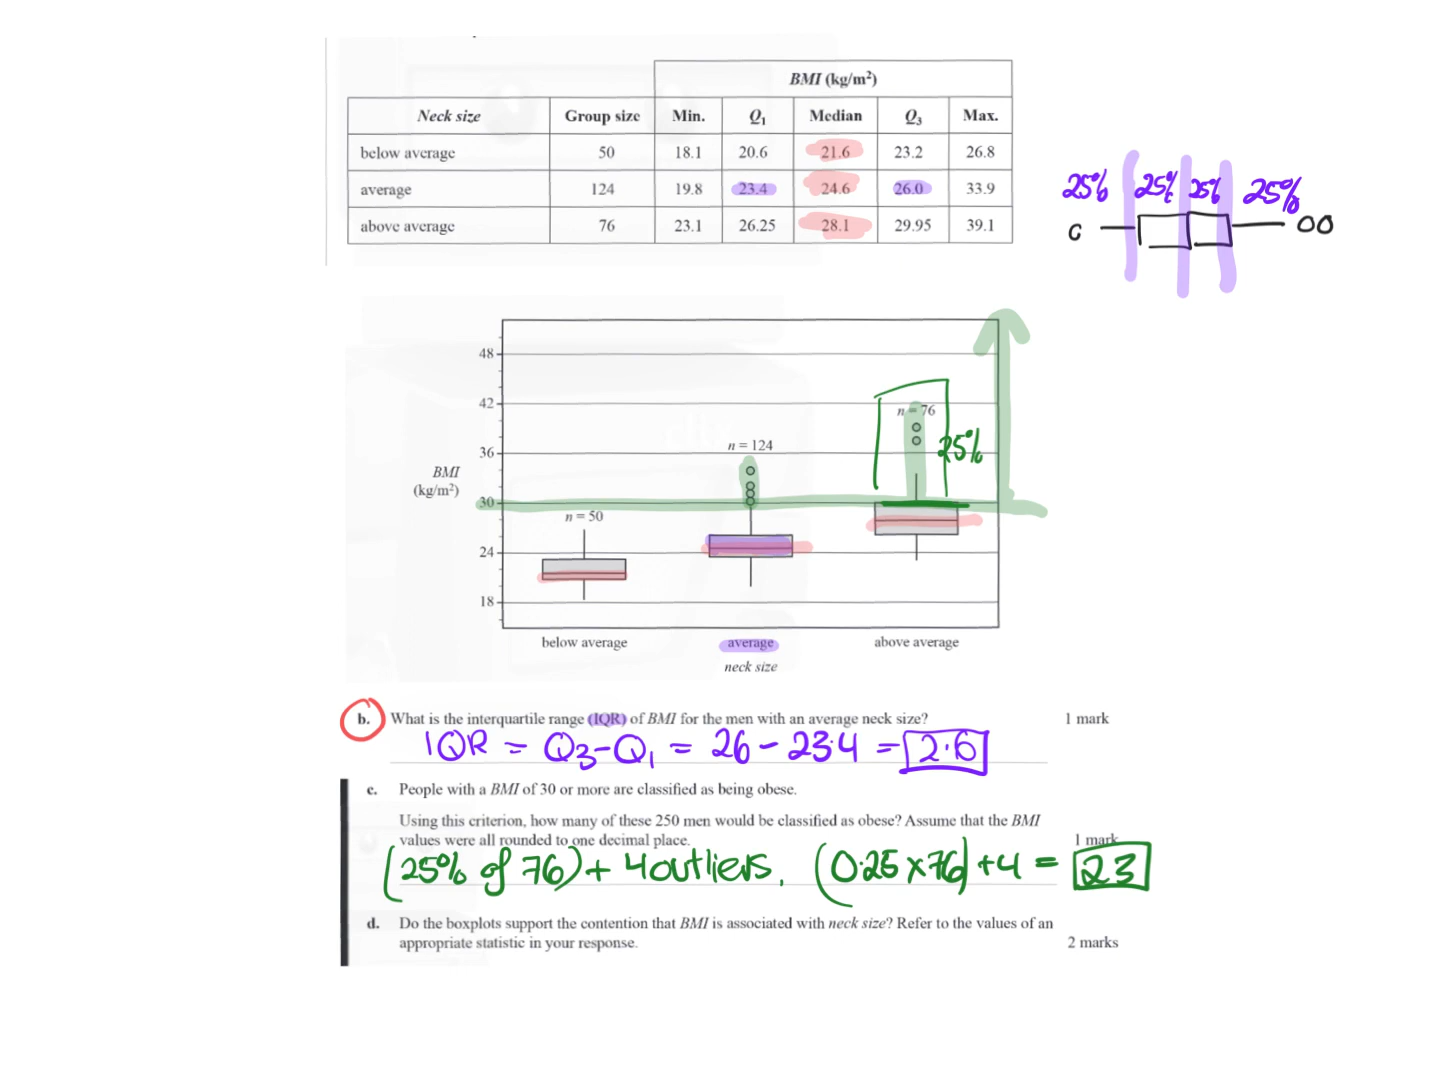 BMI (kg/m²)
Neck size Group size Min. Q₁ Median Q₃ Max.
below average 50 18.1 20.6 21.6 23.2 26.8
average 124 19.8 23.4 24.6 26.0 33.9
above average 76 23.1 26.25 28.1 29.95 39.1
25% 25% 25% 25%
48
42
n = 76
n = 124
36
25%
BMI
(kg/m²)
30
n = 50
24
18
below average average above average
neck size
b. What is the interquartile range (IQR) of BMI for the men with an average neck size? 1 mark
IQR = Q₃-Q₁ = 26 - 23.4 = 2.6
c. People with a BMI of 30 or more are classified as being obese.
Using this criterion, how many of these 250 men would be classified as obese? Assume that the BMI
values were all rounded to one decimal place. 1 mark
(25% of 76) + 4 outliers, (0.25 x 76) + 4 = 23
d. Do the boxplots support the contention that BMI is associated with neck size? Refer to the values of an
appropriate statistic in your response. 2 marks